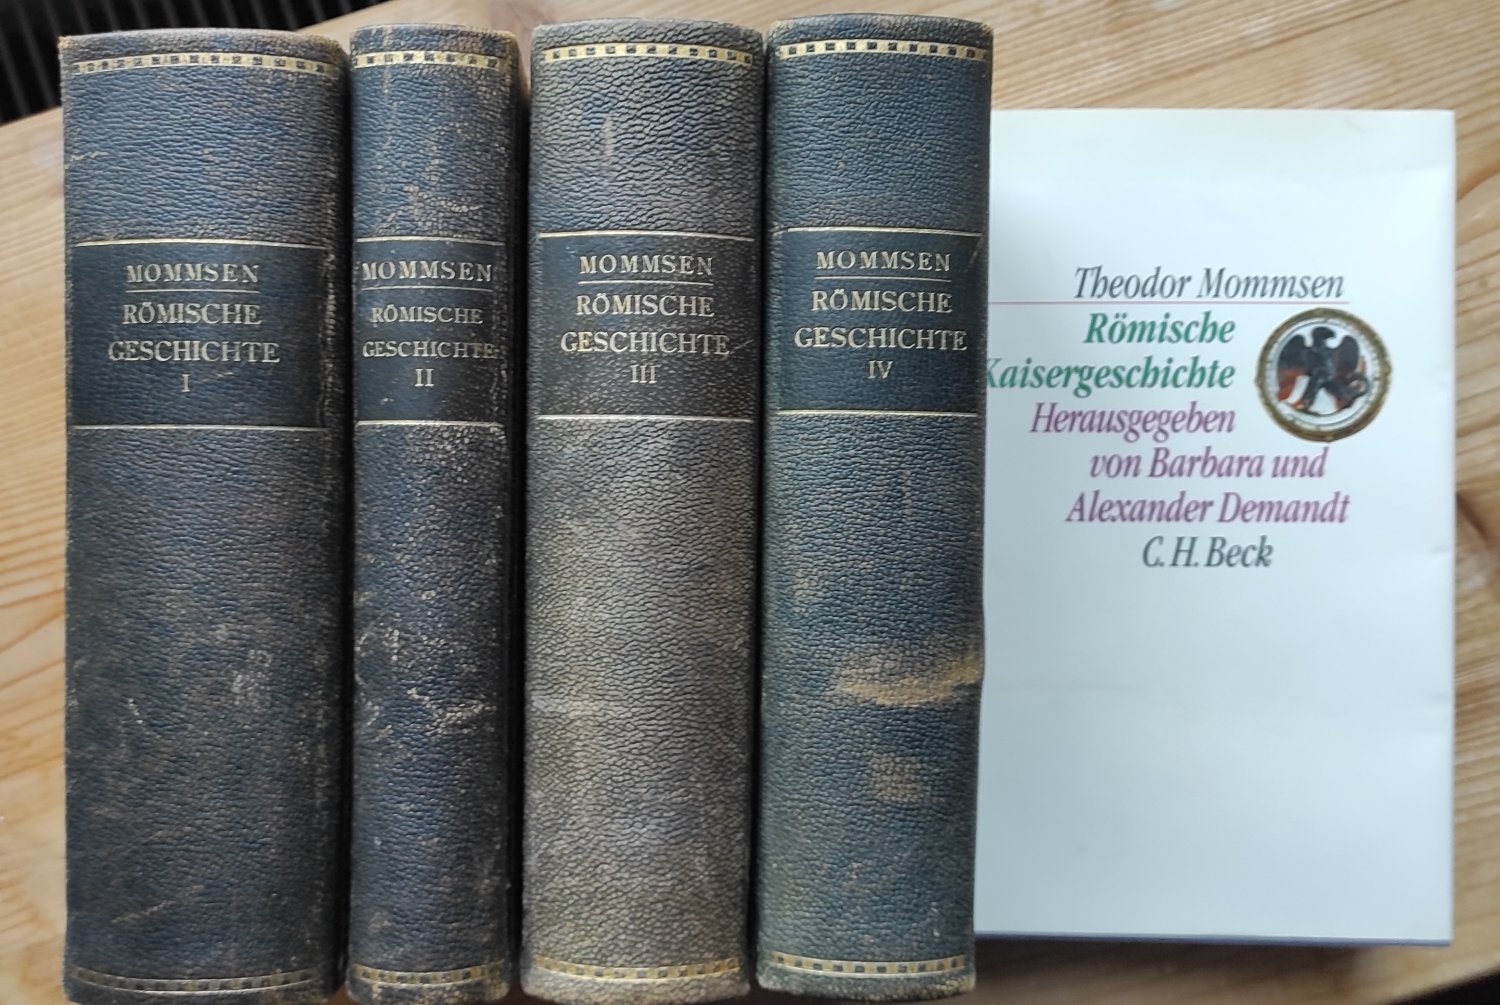 MOMMSEN
RÖMISCHE
GESCHICHTE
I
MOMMSEN
RÖMISCHE
GESCHICHTE
II
MOMMSEN
RÖMISCHE
GESCHICHTE
III
MOMMSEN
RÖMISCHE
GESCHICHTE
IV
Theodor Mommsen
Römische
Kaisergeschichte
Herausgegeben
von Barbara und
Alexander Demandt
C. H. Beck